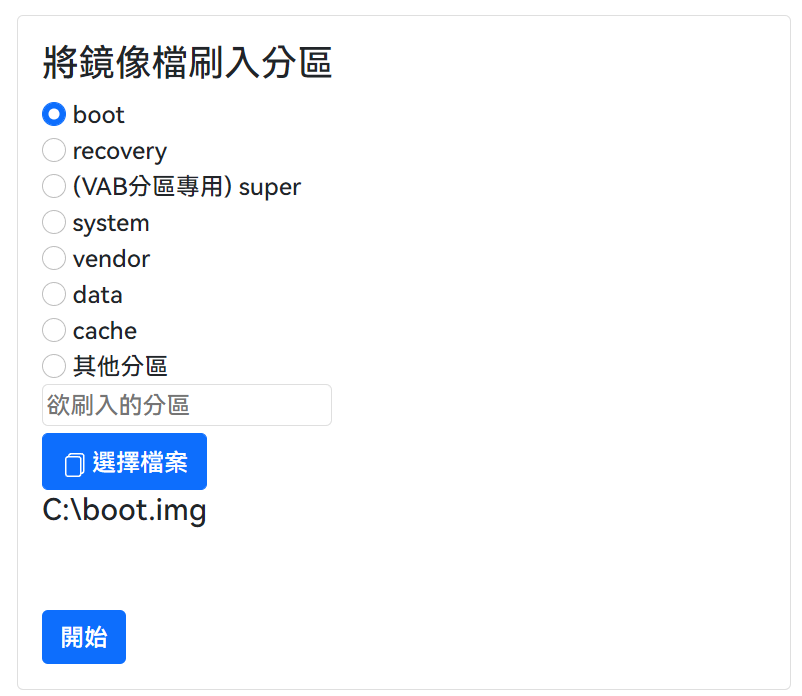 將鏡像檔刷入分區
boot
recovery
(VAB分區專用) super
system
vendor
data
cache
其他分區
欲刷入的分區
選擇檔案
C:\boot.img
開始